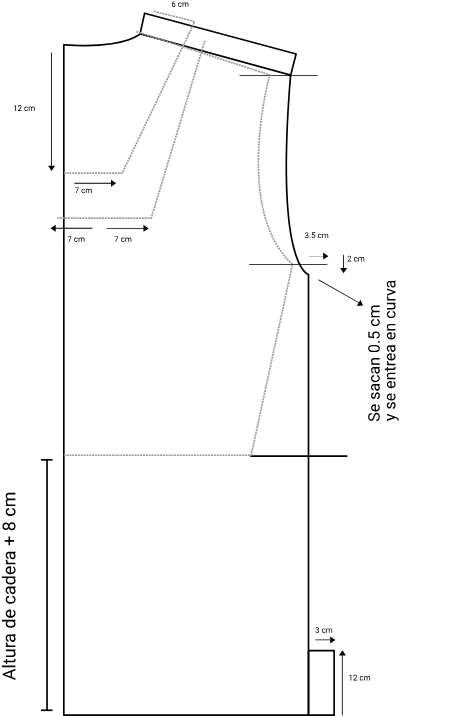 6 cm
12 cm
7 cm
7 cm
7 cm
3.5 cm
2 cm
Se sacan 0.5 cm
y se entrea en curva
Altura de cadera + 8 cm
3 cm
12 cm